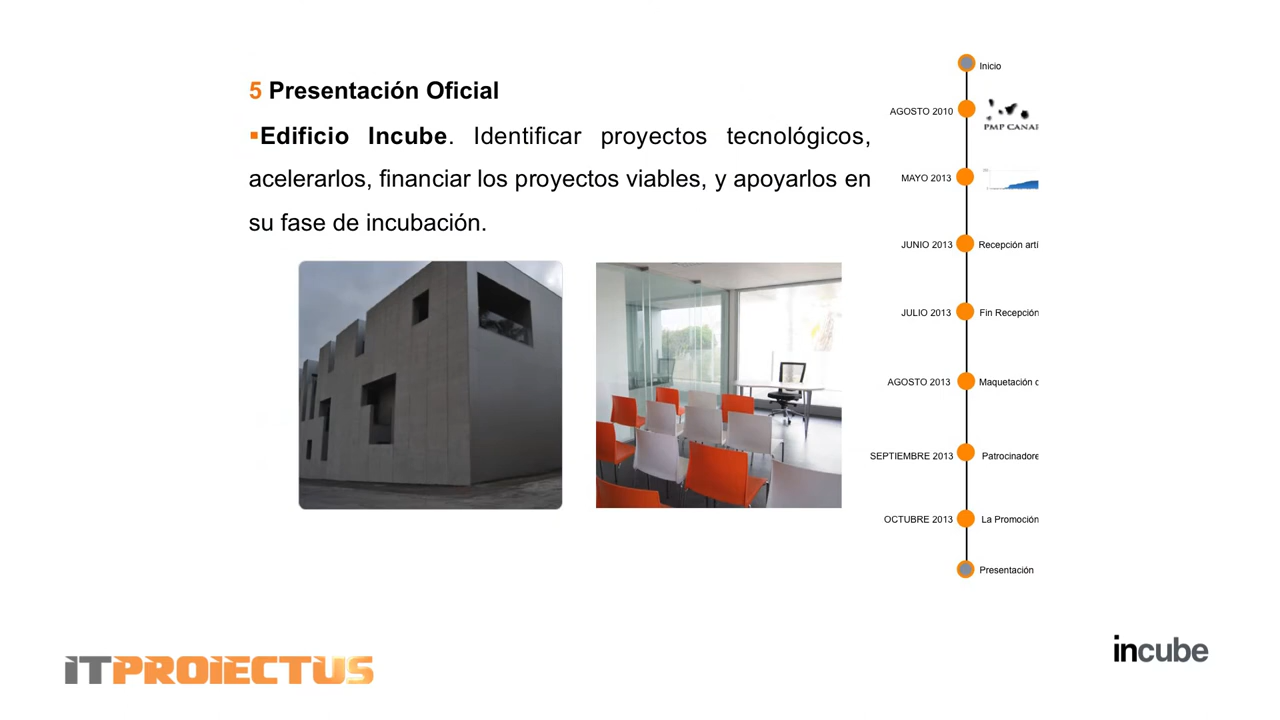 5 Presentación Oficial
▪Edificio Incube. Identificar proyectos tecnológicos,
acelerarlos, financiar los proyectos viables, y apoyarlos en
su fase de incubación.
Inicio
AGOSTO 2010
PMP CANAR
MAYO 2013
JUNIO 2013 Recepción artí
JULIO 2013 Fin Recepción
AGOSTO 2013 Maquetación
SEPTIEMBRE 2013 Patrocinadore
OCTUBRE 2013 La Promoción
Presentación
ITPROIECTUS
incube